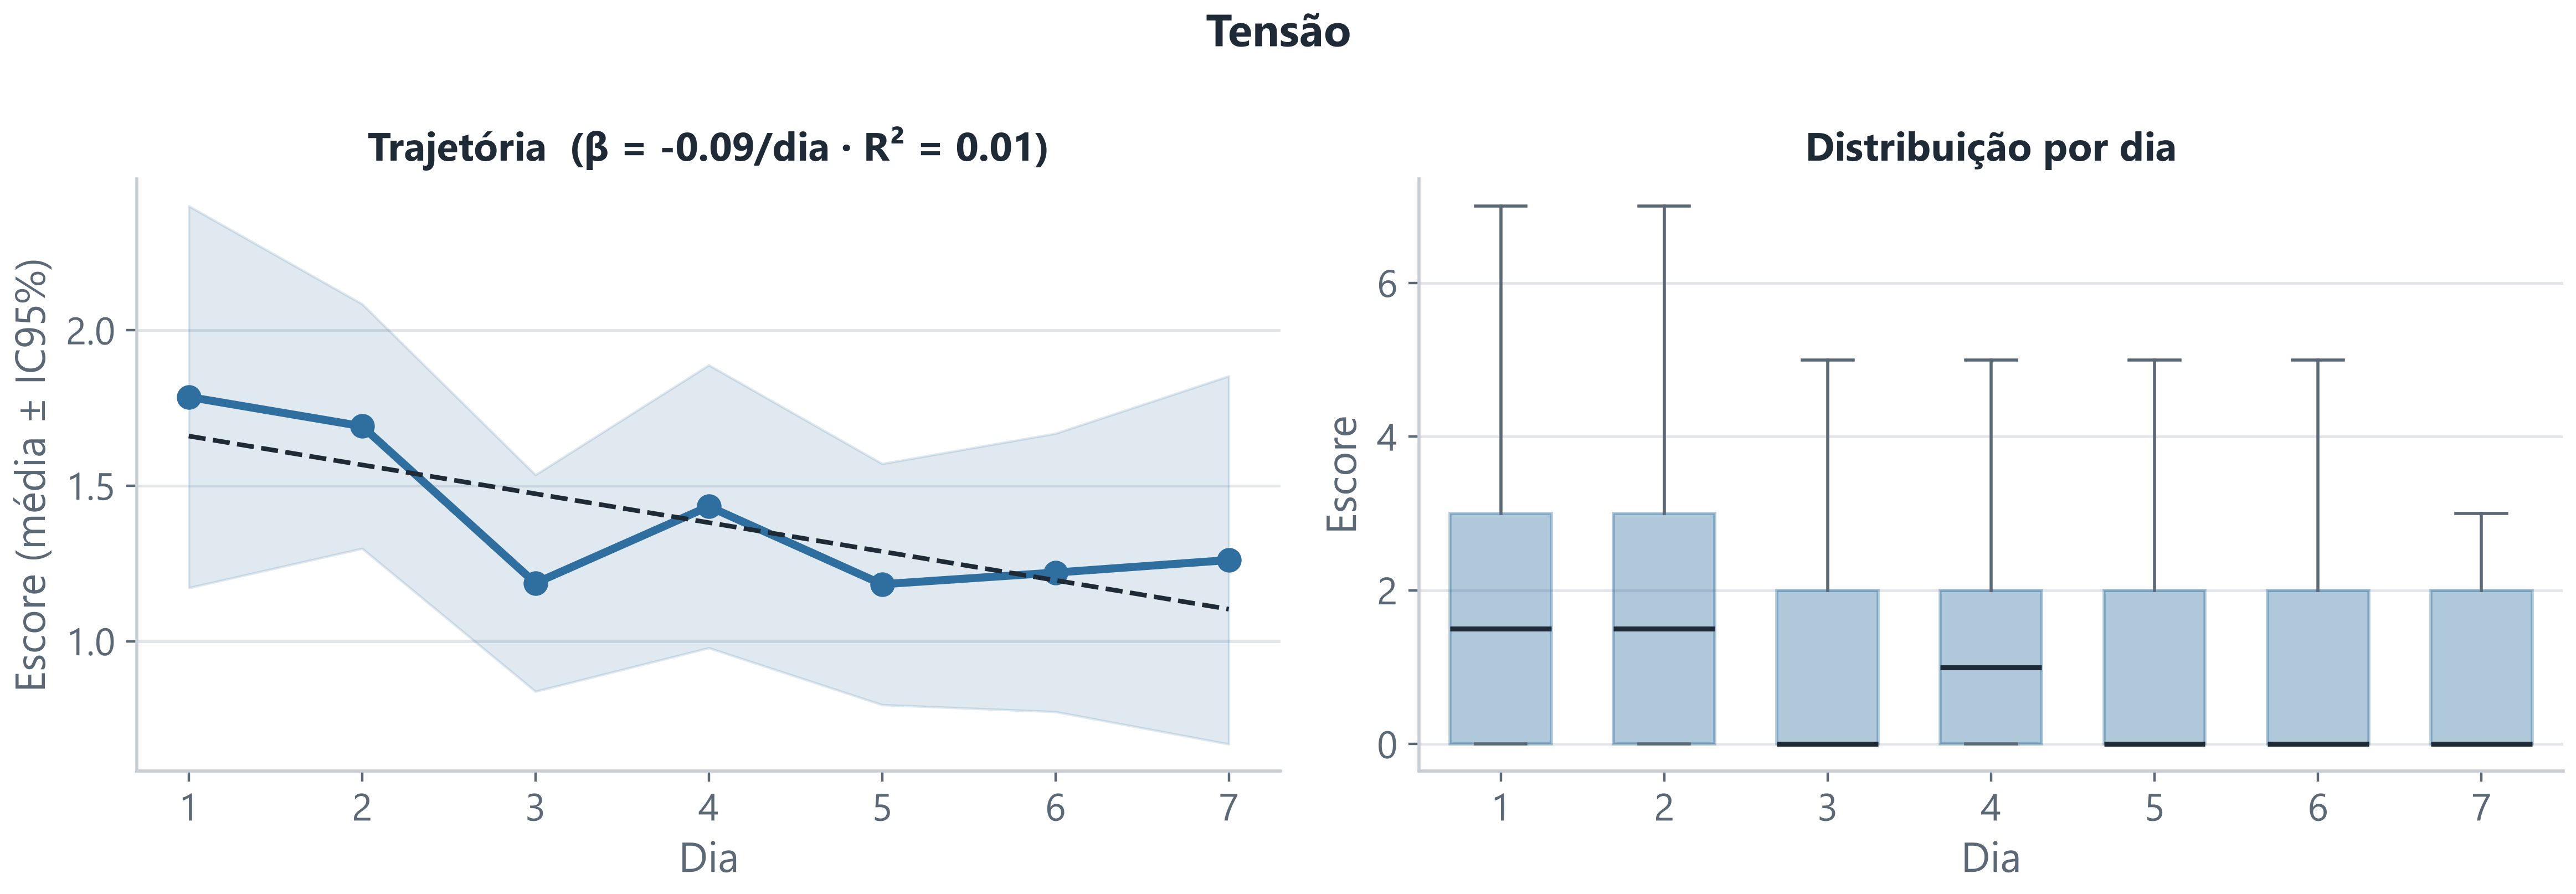 Tensão
Trajetória (β = -0.09/dia · R² = 0.01)
Escore (média ± IC95%)
2.0
1.5
1.0
1 2 3 4 5 6 7
Dia
Distribuição por dia
Escore
6
4
2
0
1 2 3 4 5 6 7
Dia